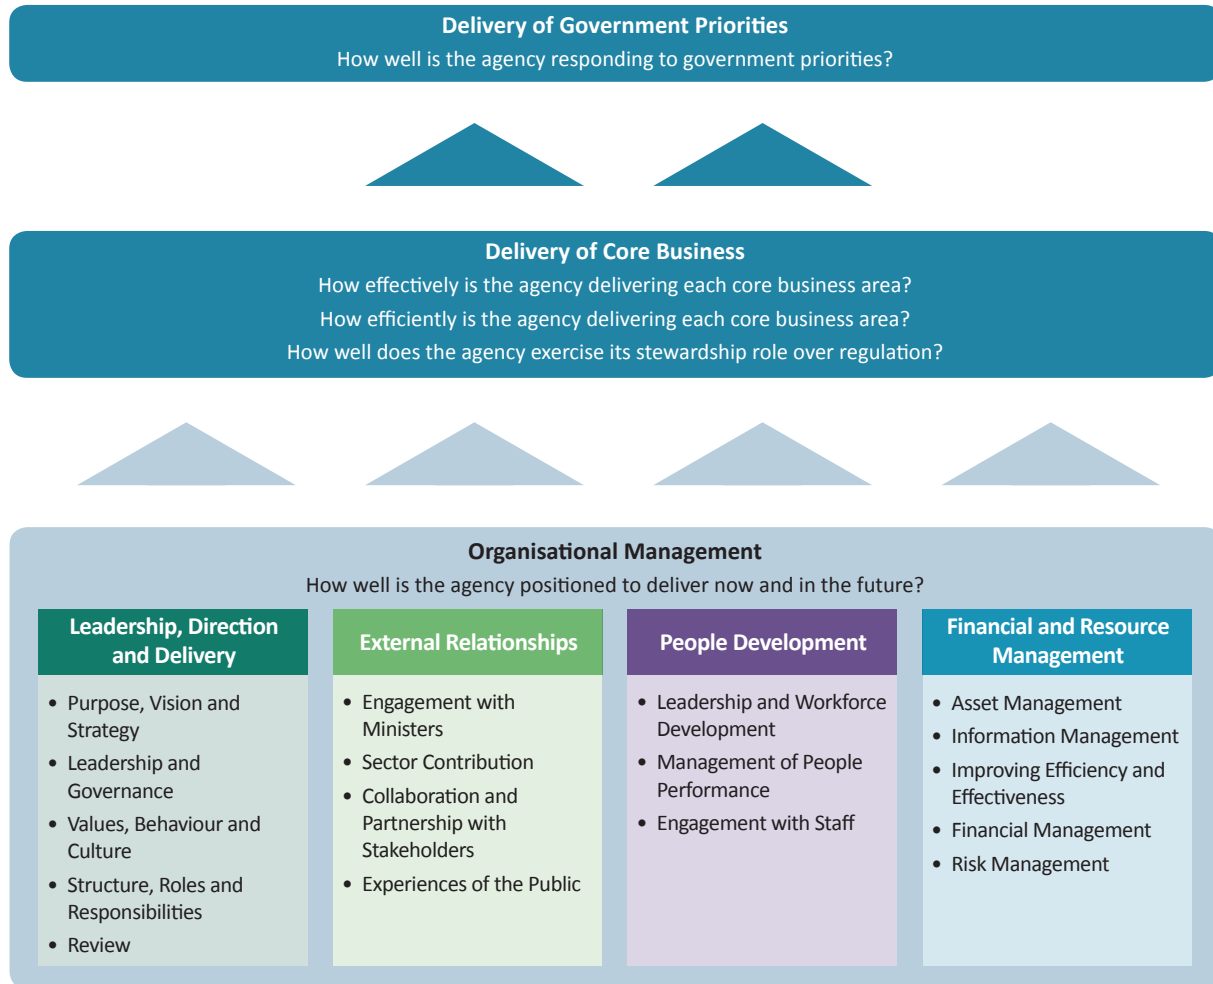 Delivery of Government Priorities
How well is the agency responding to government priorities?
Delivery of Core Business
How effectively is the agency delivering each core business area?
How efficiently is the agency delivering each core business area?
How well does the agency exercise its stewardship role over regulation?
Organisational Management
How well is the agency positioned to deliver now and in the future?
Leadership, Direction
and Delivery
• Purpose, Vision and
Strategy
• Leadership and
Governance
• Values, Behaviour and
Culture
• Structure, Roles and
Responsibilities
• Review
External Relationships
• Engagement with
Ministers
• Sector Contribution
• Collaboration and
Partnership with
Stakeholders
• Experiences of the Public
People Development
• Leadership and Workforce
Development
• Management of People
Performance
• Engagement with Staff
Financial and Resource
Management
• Asset Management
• Information Management
• Improving Efficiency and
Effectiveness
• Financial Management
• Risk Management